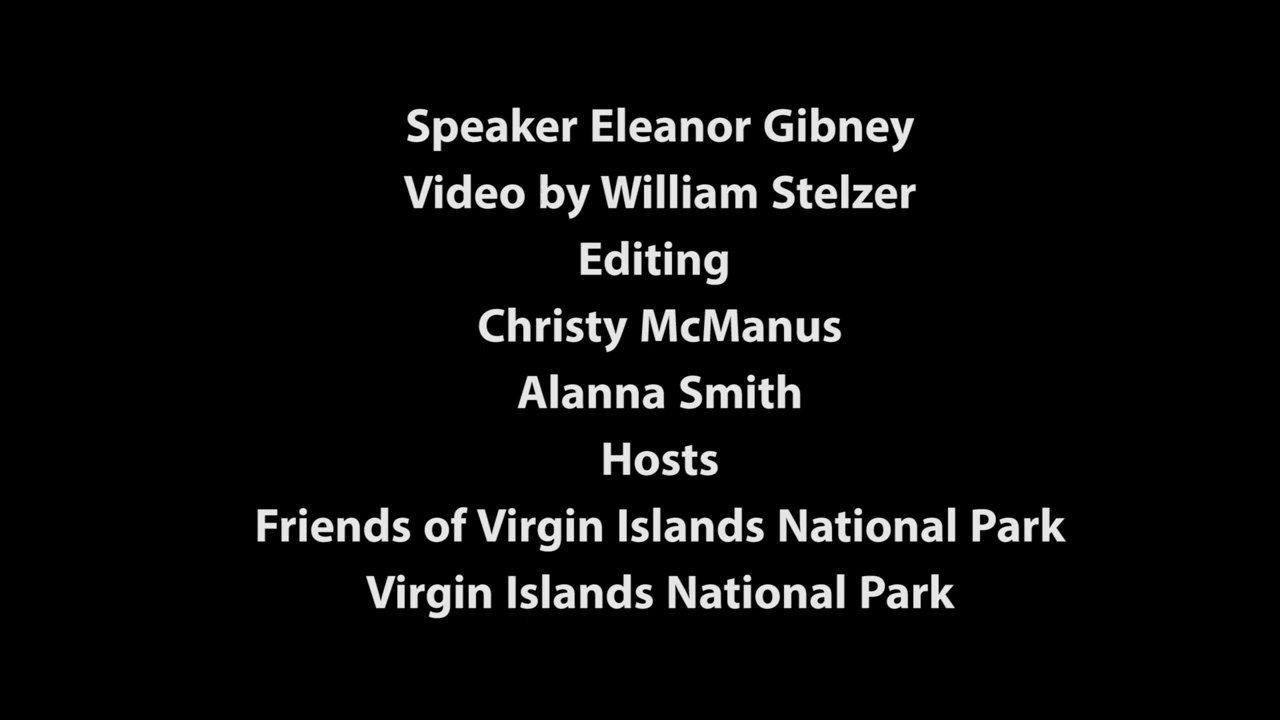 Speaker Eleanor Gibney
Video by William Stelzer
Editing
Christy McManus
Alanna Smith
Hosts
Friends of Virgin Islands National Park
Virgin Islands National Park